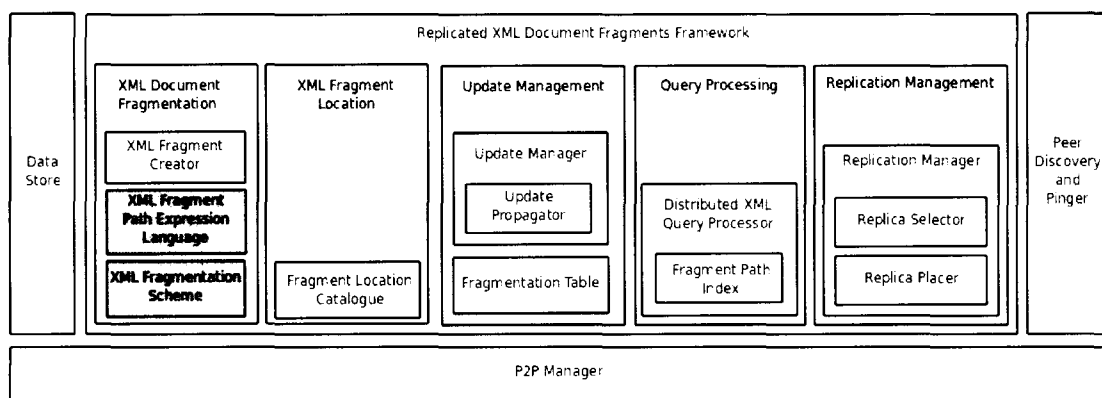 Replicated XML Document Fragments Framework
Data
Store
XML Document
Fragmentation
XML Fragment
Creator
XML Fragment
Path Expression
Language
XML Fragmentation
Scheme
XML Fragment
Location
Fragment Location
Catalogue
Update Management
Update Manager
Update
Propagator
Fragmentation Table
Query Processing
Distributed XML
Query Processor
Fragment Path
Index
Replication Management
Replication Manager
Replica Selector
Replica Placer
Peer
Discovery
and
Pinger
P2P Manager